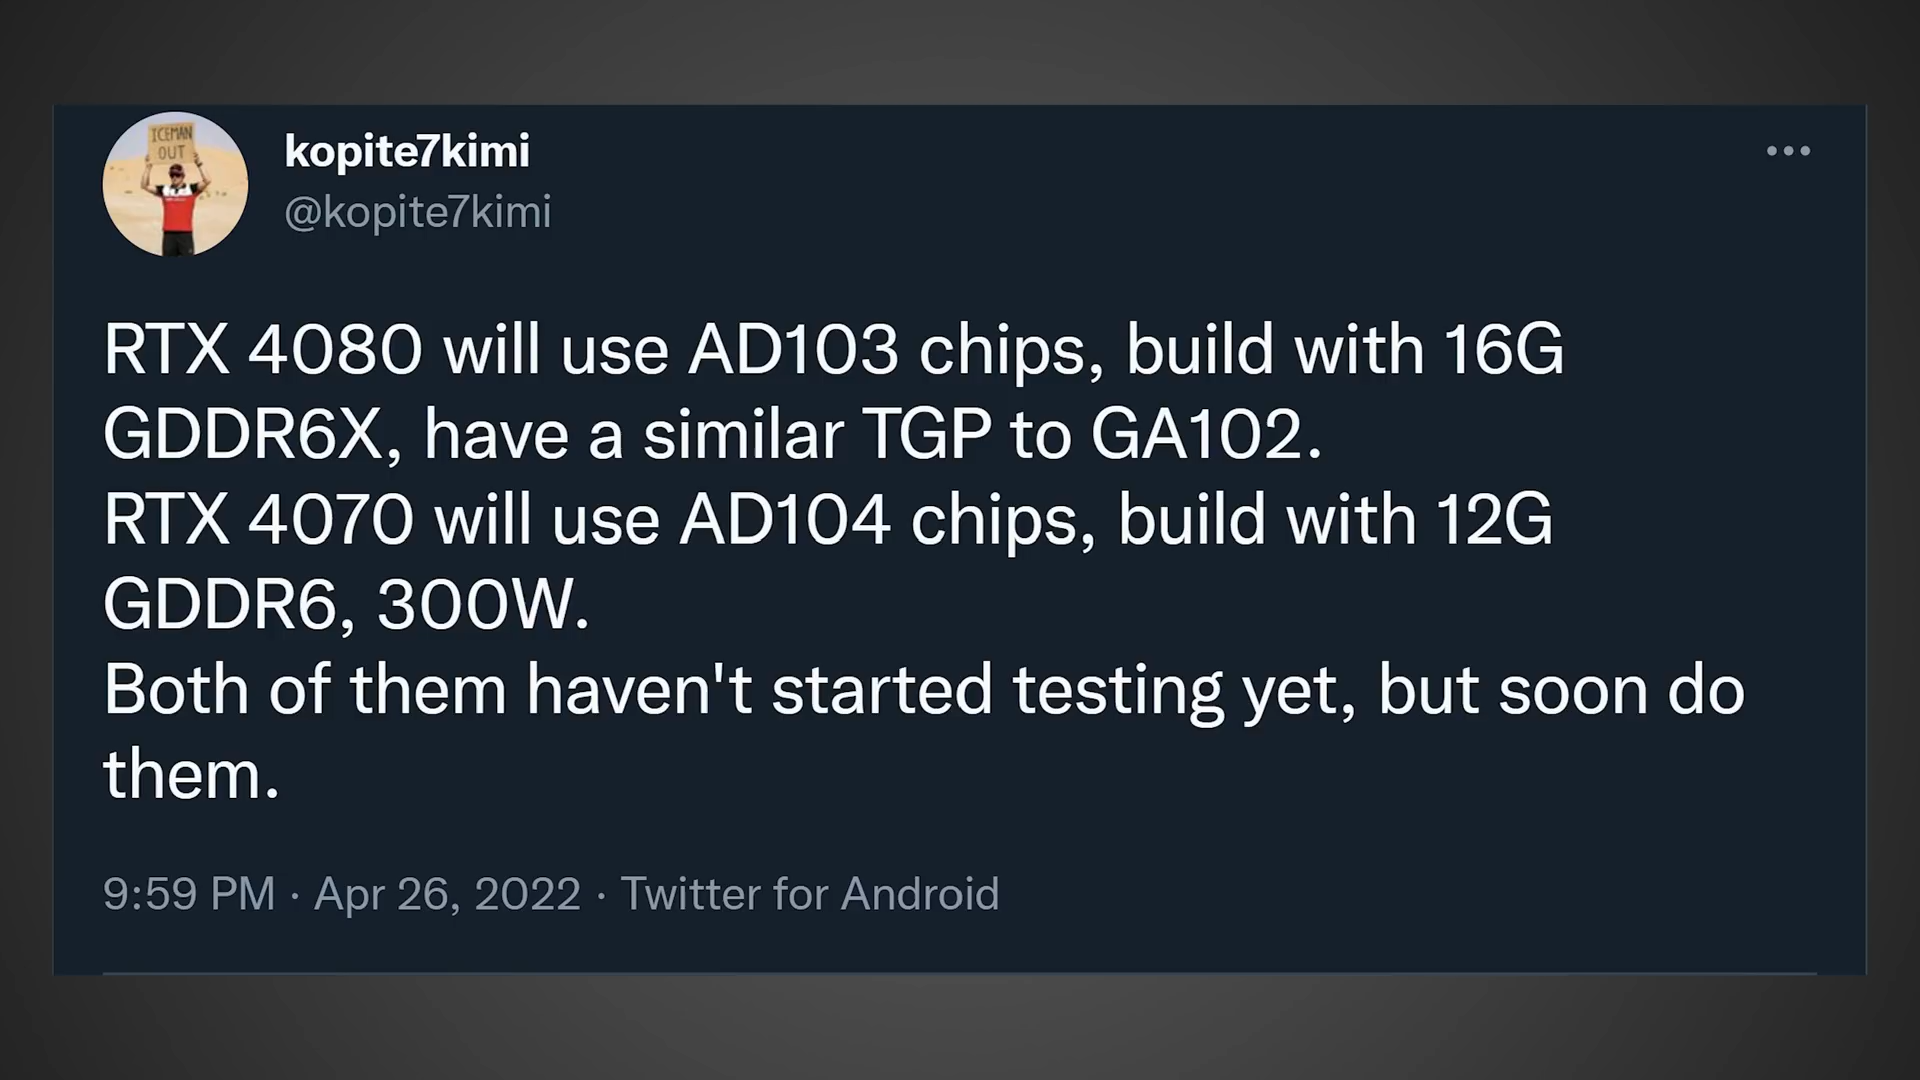 ICEMAN
OUT
kopite7kimi
@kopite7kimi
RTX 4080 will use AD103 chips, build with 16G
GDDR6X, have a similar TGP to GA102.
RTX 4070 will use AD104 chips, build with 12G
GDDR6, 300W.
Both of them haven't started testing yet, but soon do
them.
9:59 PM · Apr 26, 2022 · Twitter for Android